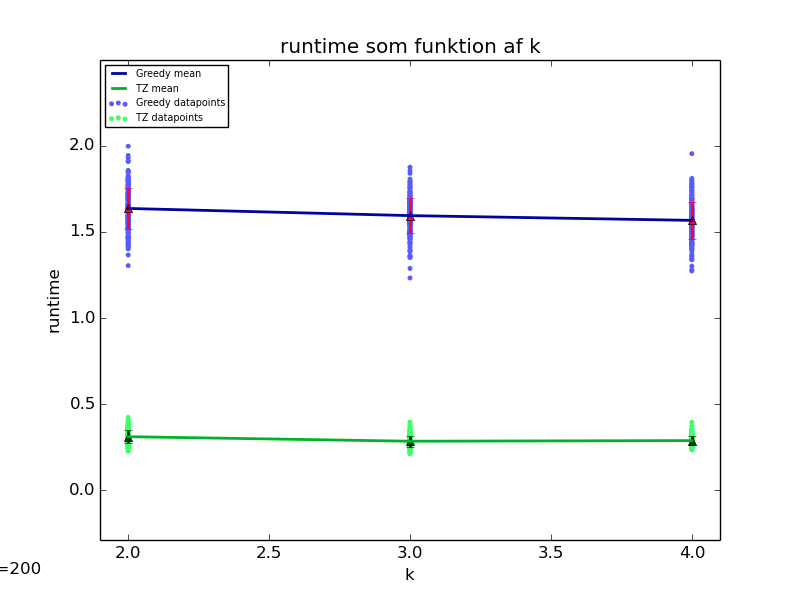 runtime som funktion af k
Greedy mean
TZ mean
Greedy datapoints
TZ datapoints
2.0
1.5
1.0
0.5
0.0
runtime
2.0 2.5 3.0 3.5 4.0
k
=200